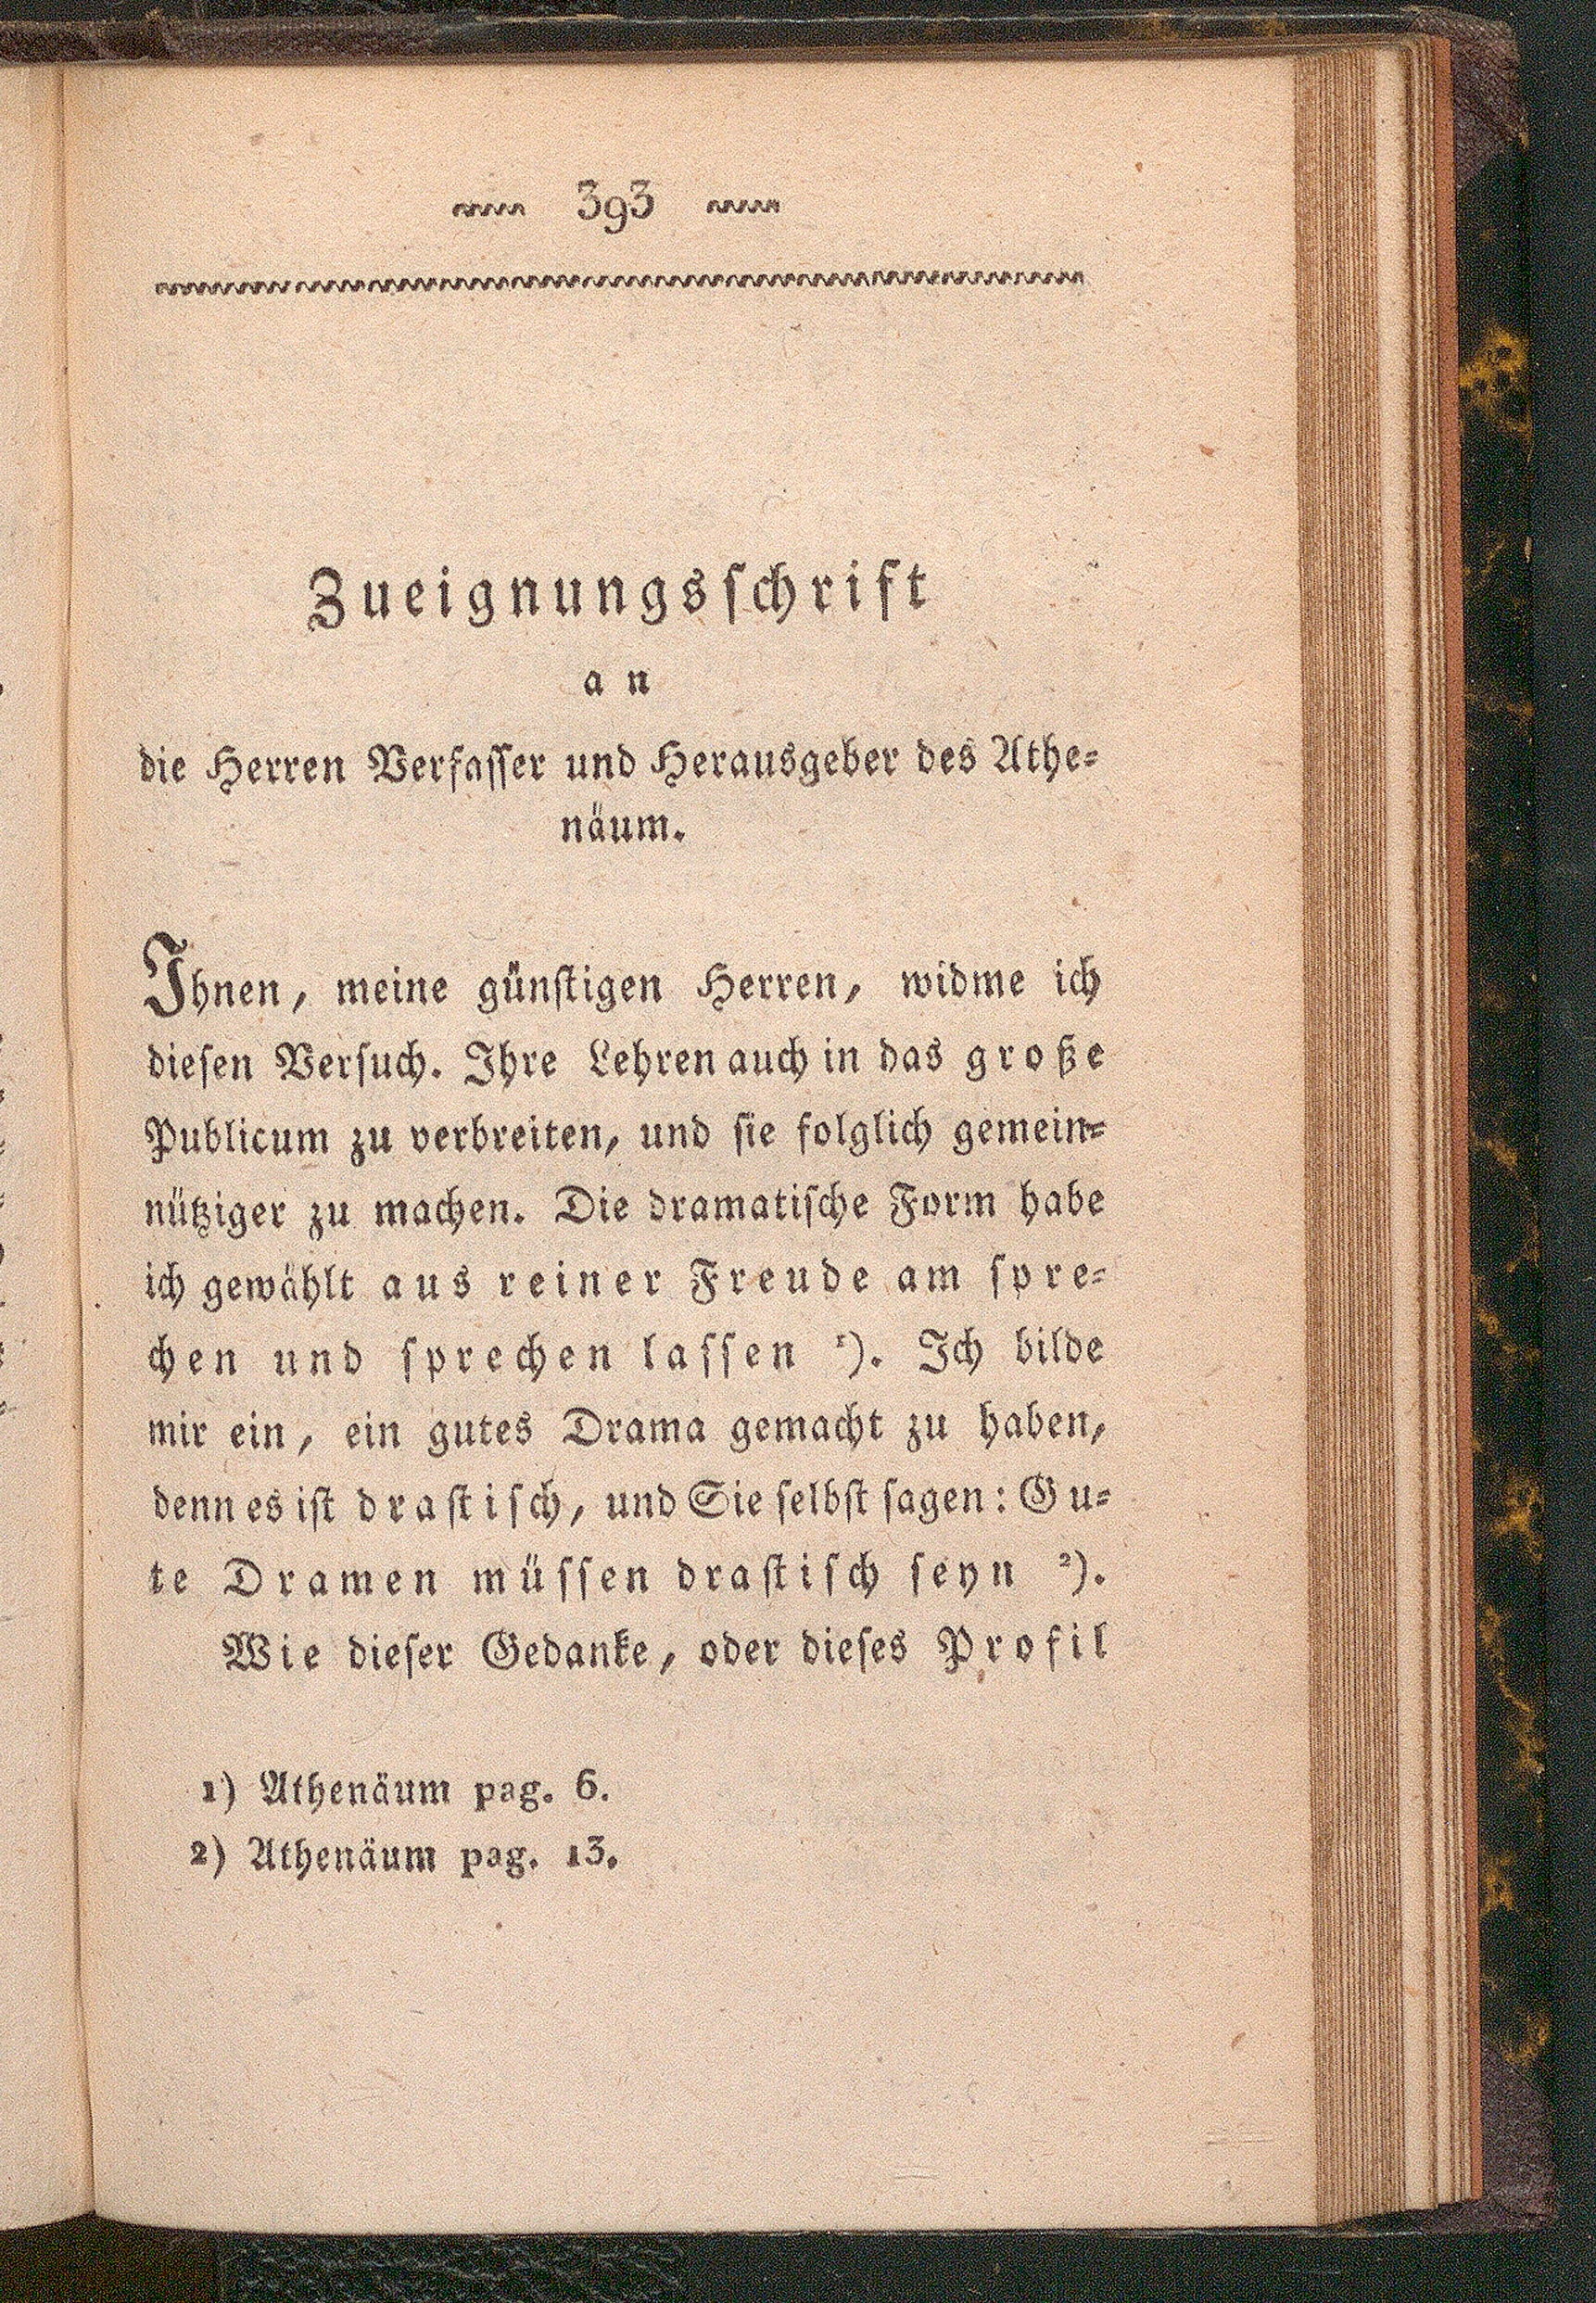 393
Zueignungsschrift
an
die Herren Verfasser und Herausgeber des Athe-
näum.
Ihnen, meine günstigen Herren, widme ich
diesen Versuch. Ihre Lehren auch in das große
Publicum zu verbreiten, und sie folglich gemein-
nütziger zu machen. Die dramatische Form habe
ich gewählt aus reiner Freude am spre-
chen und sprechen lassen ¹). Ich bilde
mir ein, ein gutes Drama gemacht zu haben,
denn es ist drastisch, und Sie selbst sagen: Gu-
te Dramen müssen drastisch seyn ²).
Wie dieser Gedanke, oder dieses Profil
1) Athenäum pag. 6.
2) Athenäum pag. 13.